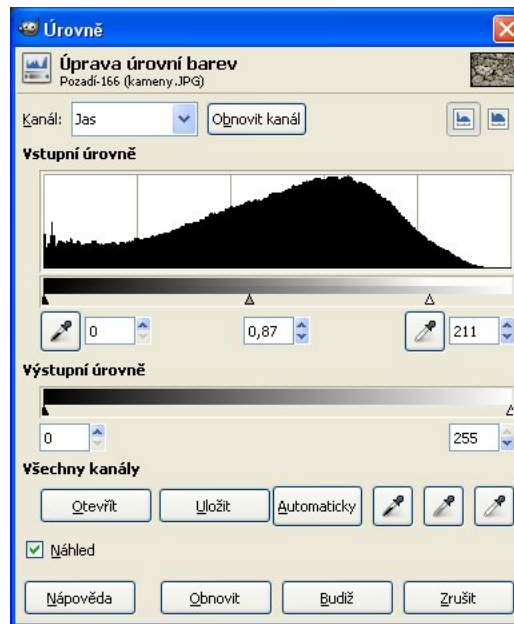 Úrovně
Úprava úrovní barev
Pozadí-166 (kameny.JPG)
Kanál: Jas Obnovit kanál
Vstupní úrovně
0 0,87 211
Výstupní úrovně
0 255
Všechny kanály
Otevřít Uložit Automaticky
Náhled
Nápověda Obnovit Budiž Zrušit